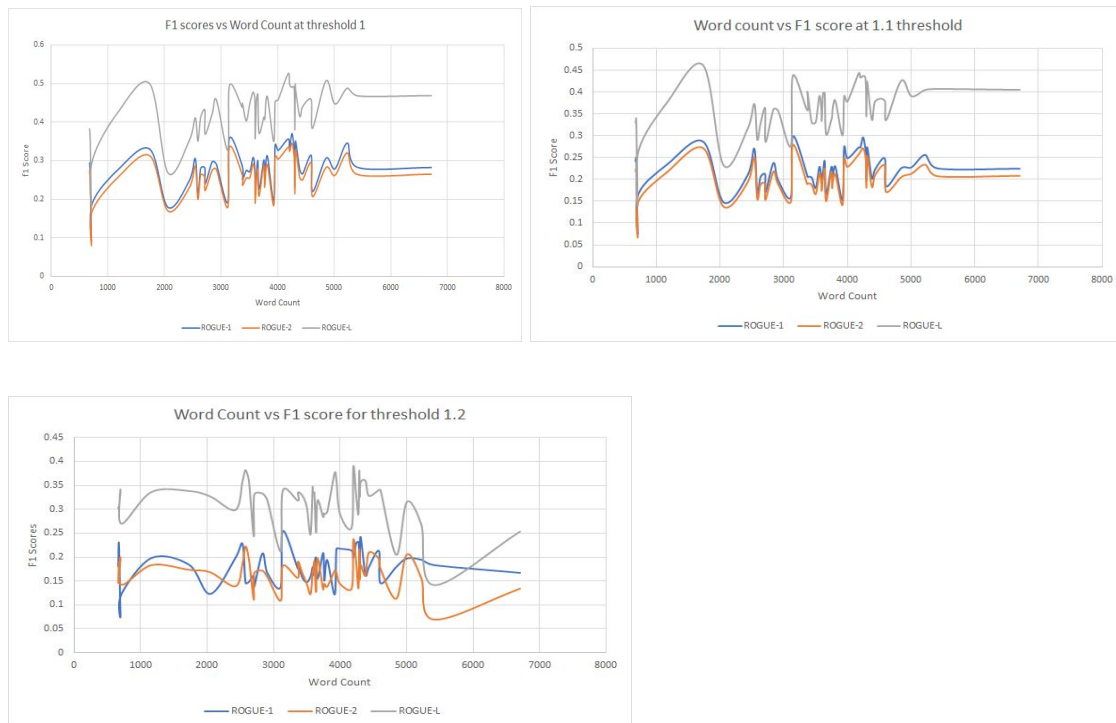 F1 scores vs Word Count at threshold 1
0.6
0.5
0.4
0.3
0.2
0.1
0
F1 Score
0 1000 2000 3000 4000 5000 6000 7000 8000
Word Count
ROGUE-1 ROGUE-2 ROGUE-L
Word count vs F1 score at 1.1 threshold
0.5
0.45
0.4
0.35
0.3
0.25
0.2
0.15
0.1
0.05
0
F1 Score
0 1000 2000 3000 4000 5000 6000 7000 8000
Word Count
ROGUE-1 ROGUE-2 ROGUE-L
Word Count vs F1 score for threshold 1.2
0.45
0.4
0.35
0.3
0.25
0.2
0.15
0.1
0.05
0
F1 Scores
0 1000 2000 3000 4000 5000 6000 7000 8000
Word Count
ROGUE-1 ROGUE-2 ROGUE-L